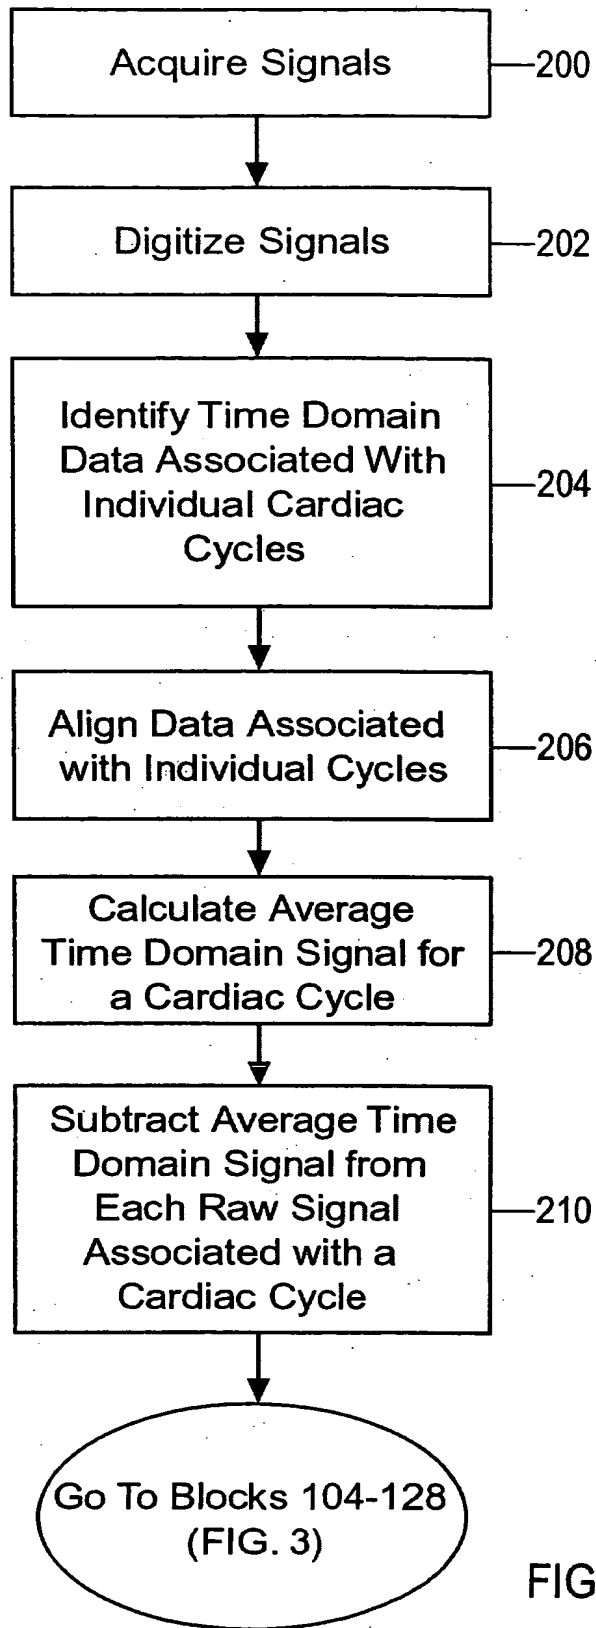 Acquire Signals
200
Digitize Signals
202
Identify Time Domain
Data Associated With
Individual Cardiac
Cycles
204
Align Data Associated
with Individual Cycles
206
Calculate Average
Time Domain Signal for
a Cardiac Cycle
208
Subtract Average Time
Domain Signal from
Each Raw Signal
Associated with a
Cardiac Cycle
210
Go To Blocks 104-128
(FIG. 3)
FIG